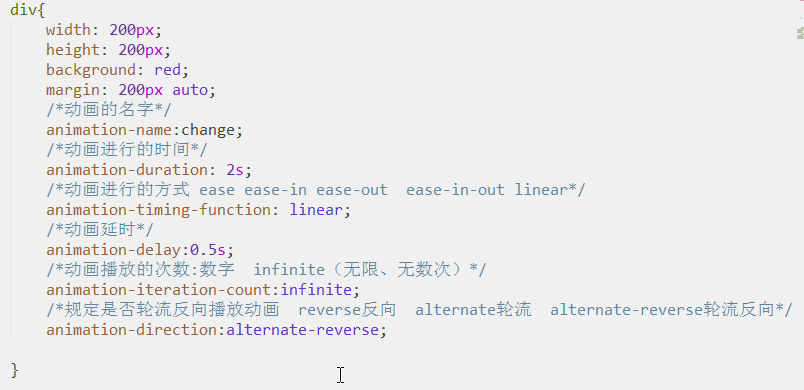 div{
width: 200px;
height: 200px;
background: red;
margin: 200px auto;
/*动画的名字*/
animation-name:change;
/*动画进行的时间*/
animation-duration: 2s;
/*动画进行的方式 ease ease-in ease-out  ease-in-out linear*/
animation-timing-function: linear;
/*动画延时*/
animation-delay:0.5s;
/*动画播放的次数:数字  infinite（无限、无数次）*/
animation-iteration-count:infinite;
/*规定是否轮流反向播放动画  reverse反向  alternate轮流  alternate-reverse轮流反向*/
animation-direction:alternate-reverse;
}